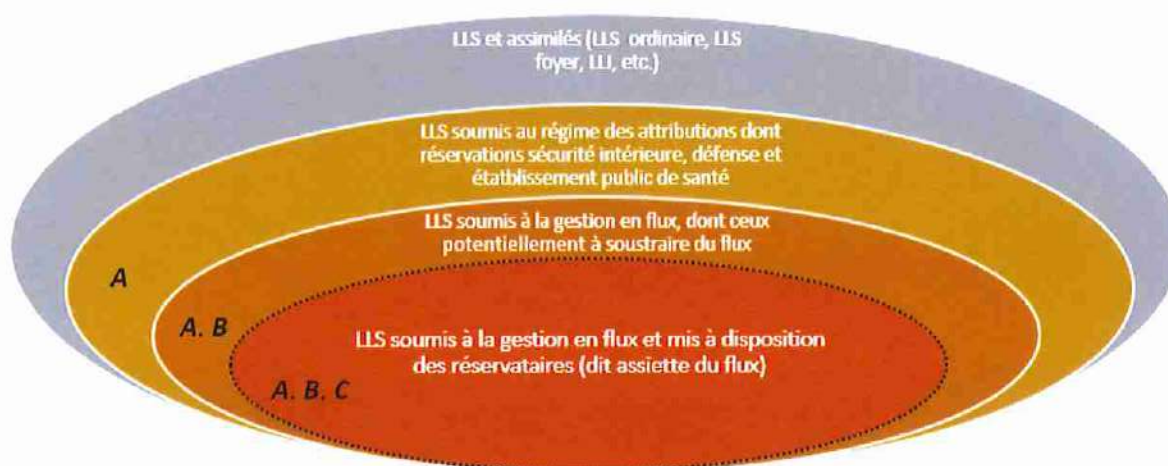 LLS et assimilés (LLS ordinaire, LLS
foyer, LLI, etc.)
LLS soumis au régime des attributions dont
réservations sécurité intérieure, défense et
étatblissement public de santé
LLS soumis à la gestion en flux, dont ceux
potentiellement à soustraire du flux
A
A. B
LLS soumis à la gestion en flux et mis à disposition
des réservataires (dit assiette du flux)
A. B. C